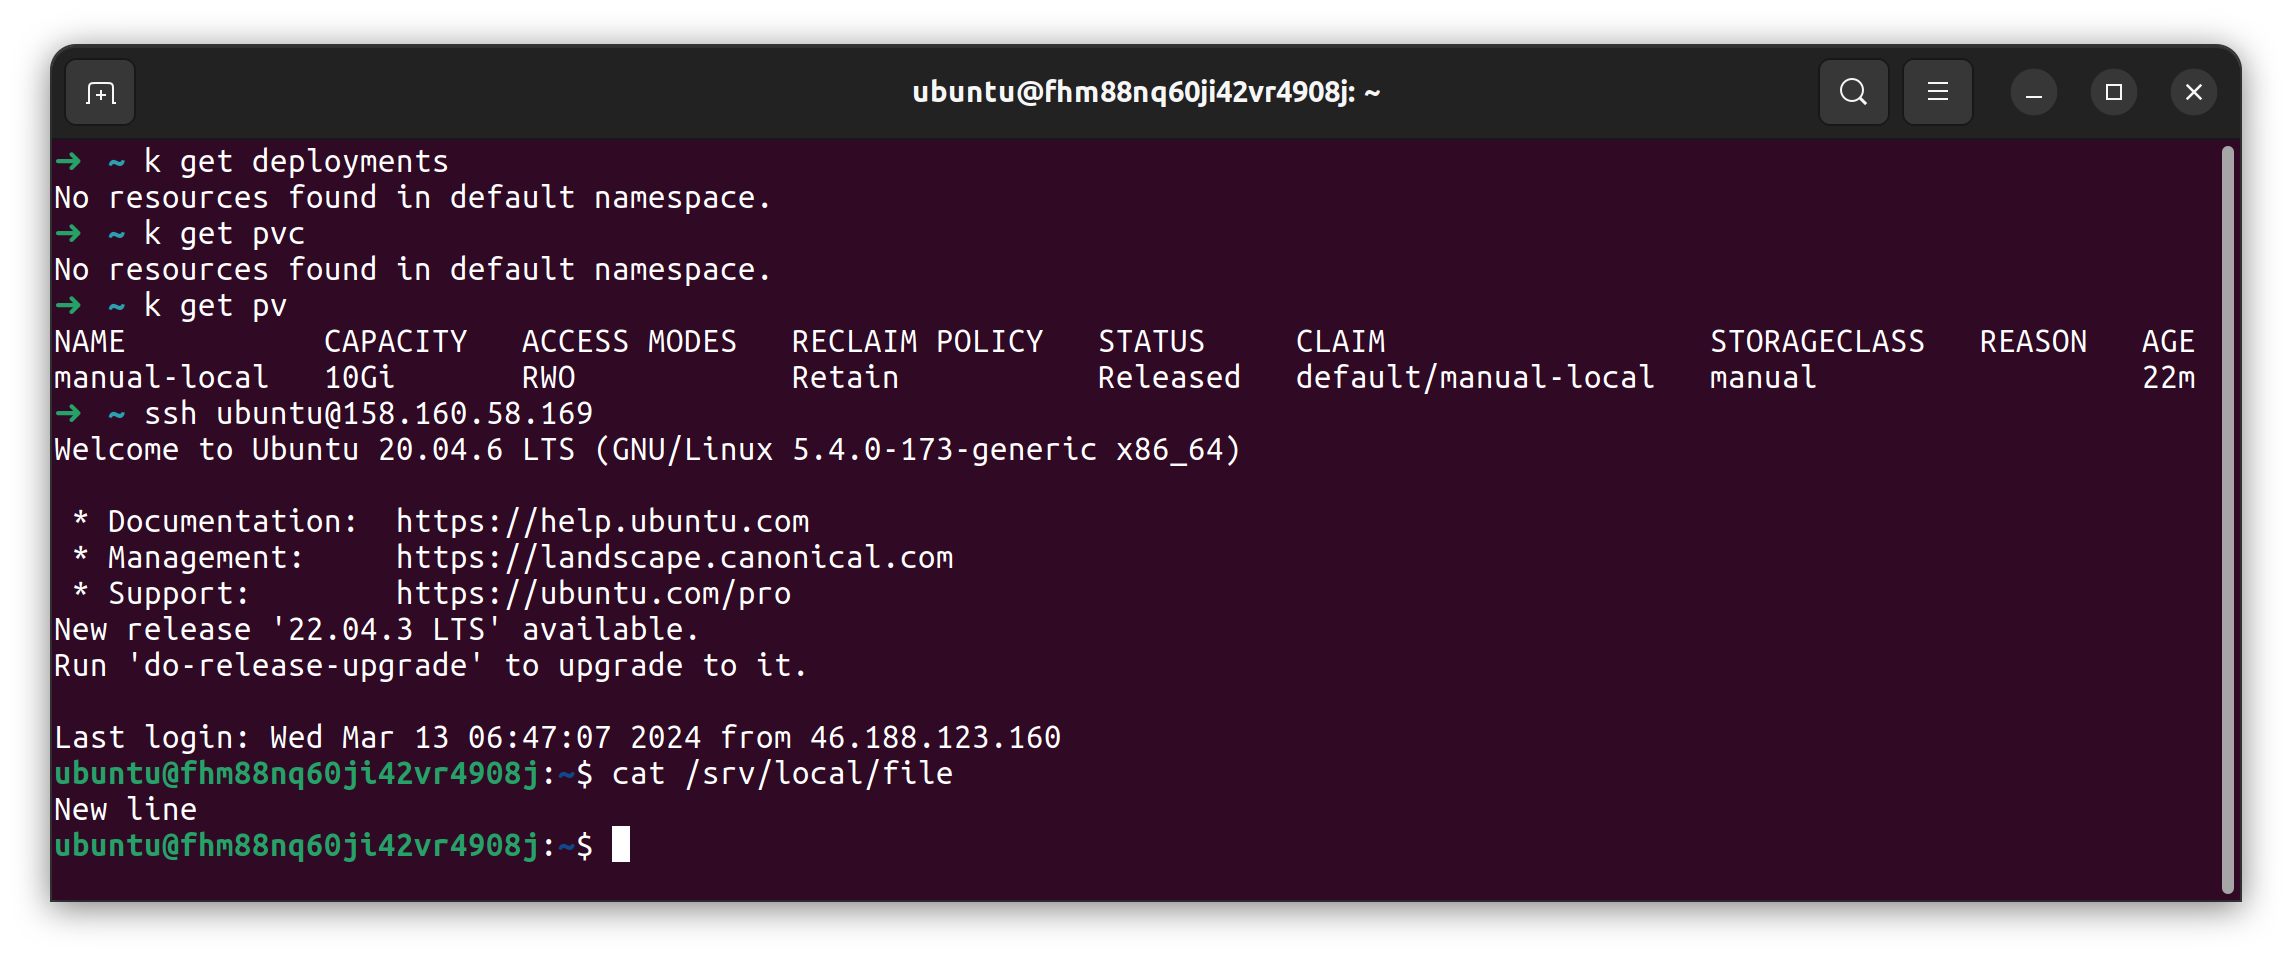 ubuntu@fhm88nq60ji42vr4908j: ~
➜  ~ k get deployments
No resources found in default namespace.
➜  ~ k get pvc
No resources found in default namespace.
➜  ~ k get pv
NAME           CAPACITY   ACCESS MODES   RECLAIM POLICY   STATUS     CLAIM                  STORAGECLASS   REASON   AGE
manual-local   10Gi       RWO            Retain           Released   default/manual-local   manual                  22m
➜  ~ ssh ubuntu@158.160.58.169
Welcome to Ubuntu 20.04.6 LTS (GNU/Linux 5.4.0-173-generic x86_64)

 * Documentation:  https://help.ubuntu.com
 * Management:     https://landscape.canonical.com
 * Support:        https://ubuntu.com/pro
New release '22.04.3 LTS' available.
Run 'do-release-upgrade' to upgrade to it.

Last login: Wed Mar 13 06:47:07 2024 from 46.188.123.160
ubuntu@fhm88nq60ji42vr4908j:~$ cat /srv/local/file
New line
ubuntu@fhm88nq60ji42vr4908j:~$